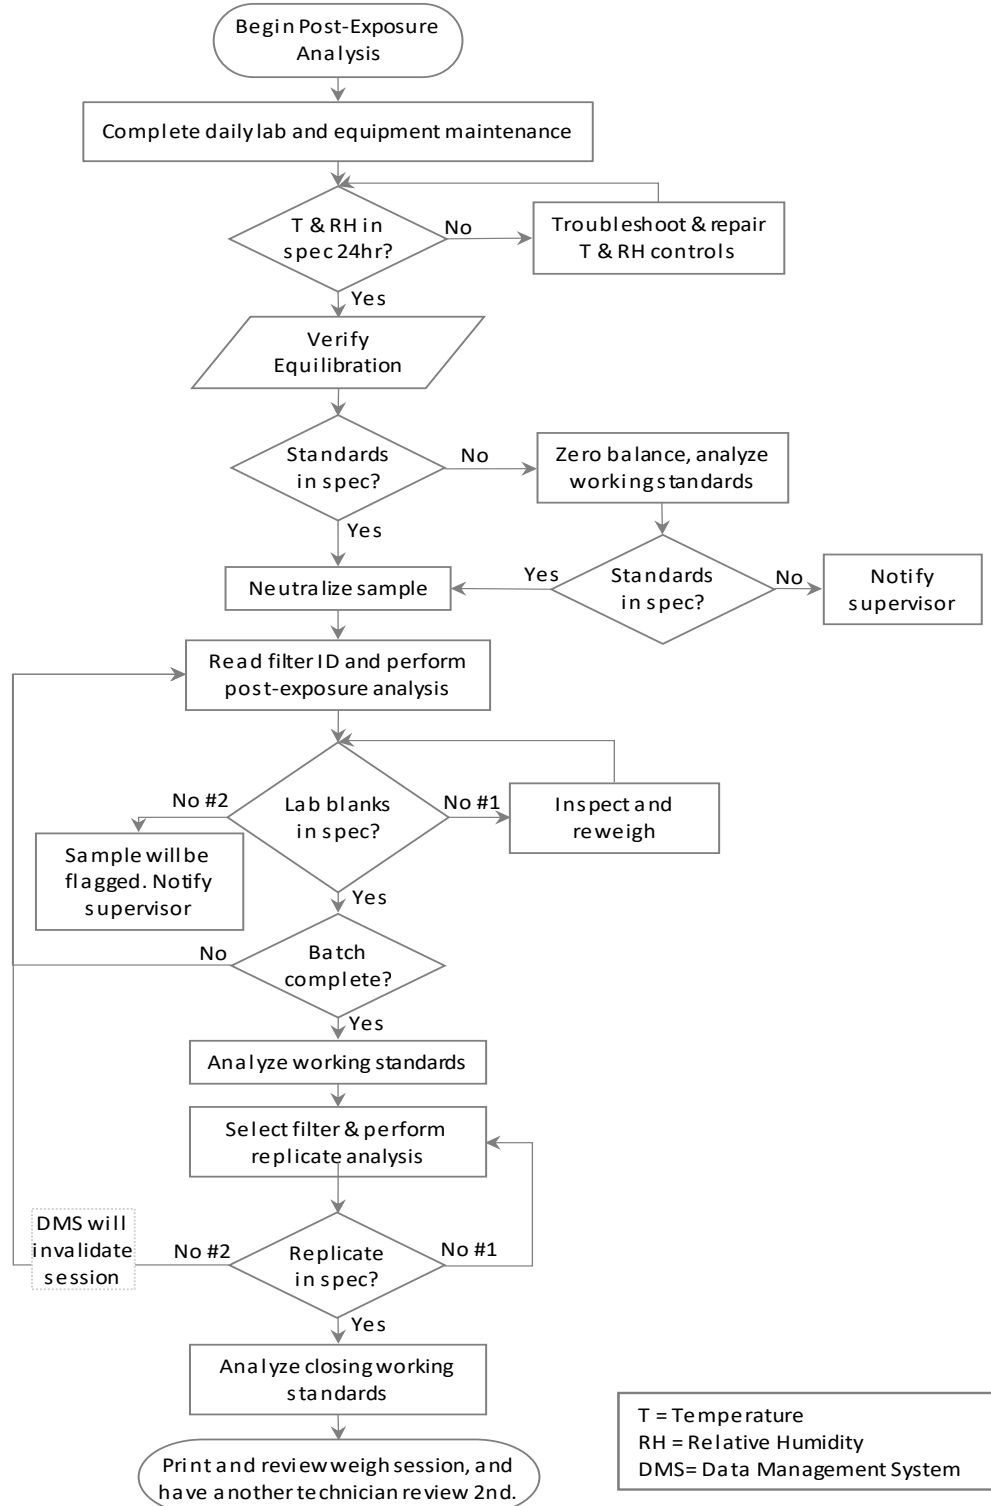 Begin Post-Exposure
Analysis
Complete daily lab and equipment maintenance
T & RH in
spec 24hr?
No
Troubleshoot & repair
T & RH controls
Yes
Verify
Equilibration
Standards
in spec?
No
Zero balance, analyze
working standards
Yes
Neutralize sample
Yes
Standards
in spec?
No
Notify
supervisor
Read filter ID and perform
post-exposure analysis
No #2
Lab blanks
in spec?
No #1
Inspect and
reweigh
Sample will be
flagged. Notify
supervisor
Yes
No
Batch
complete?
Yes
Analyze working standards
Select filter & perform
replicate analysis
DMS will
invalidate
session
No #2
Replicate
in spec?
No #1
Yes
Analyze closing working
standards
Print and review weigh session, and
have another technician review 2nd.
T = Temperature
RH = Relative Humidity
DMS= Data Management System